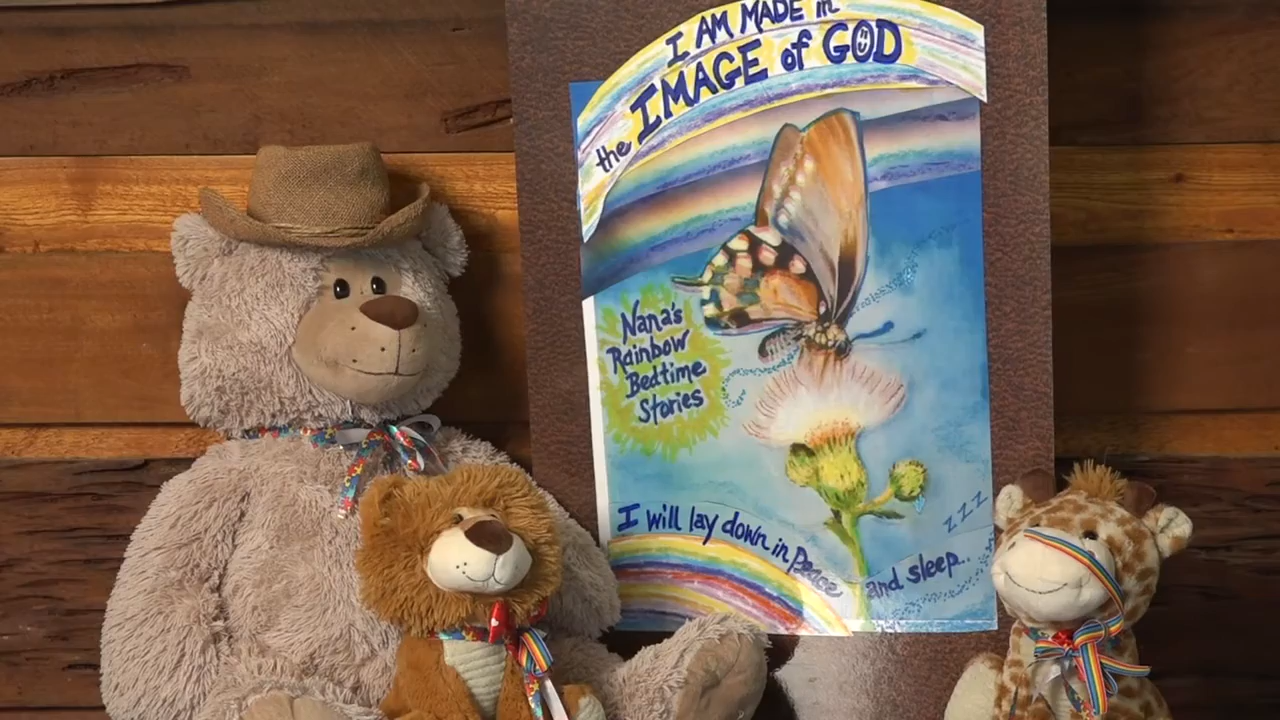 I AM MADE in
the IMAGE of GOD
Nana's
Rainbow
Bedtime
Stories
I will lay down in peace and sleep..
z z z